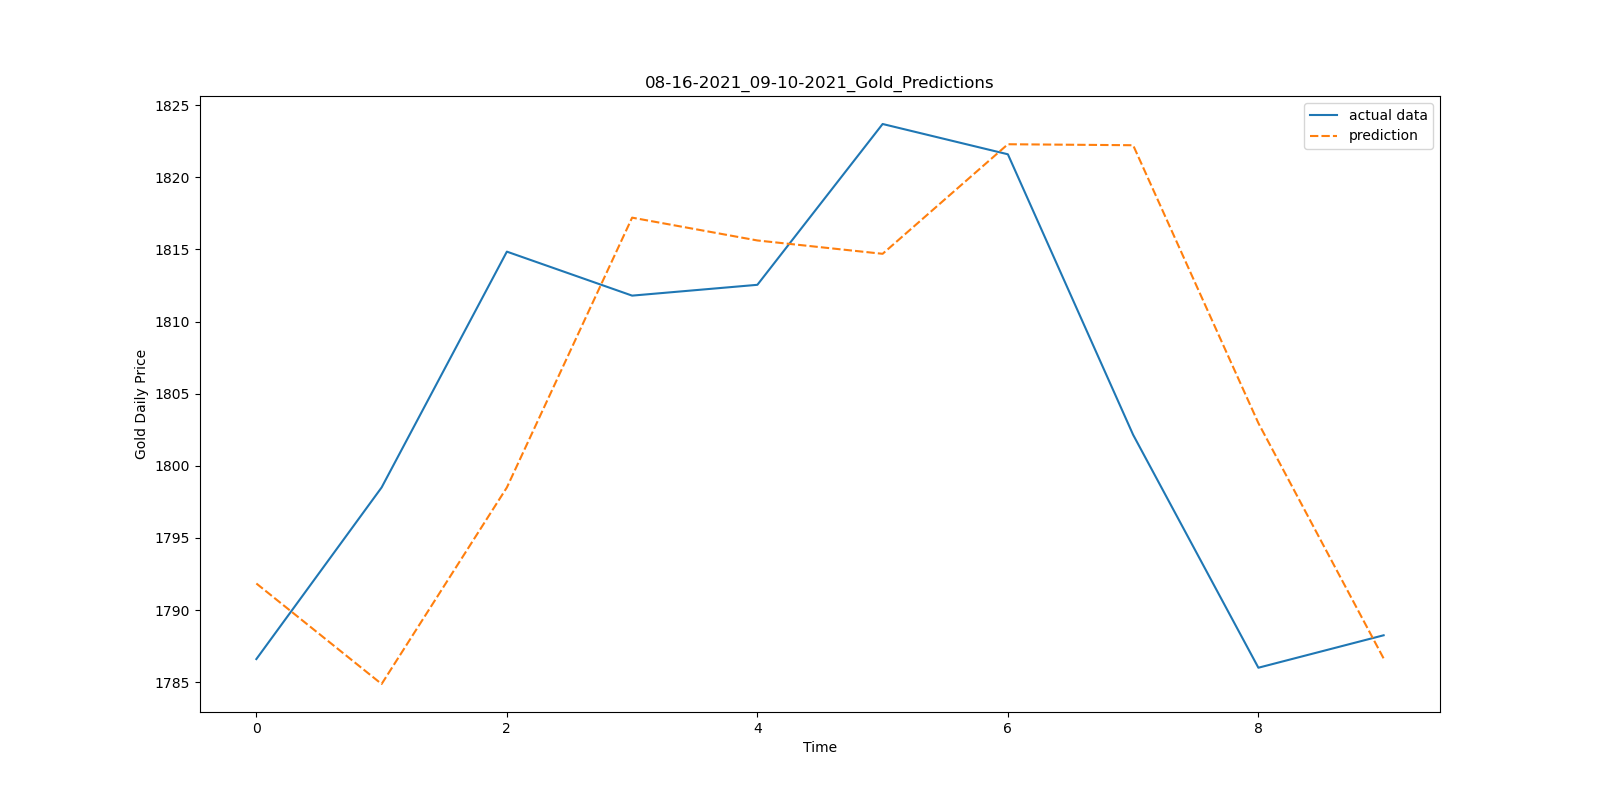 08-16-2021_09-10-2021_Gold_Predictions
actual data
prediction
Gold Daily Price
1825
1820
1815
1810
1805
1800
1795
1790
1785
0 2 4 6 8
Time